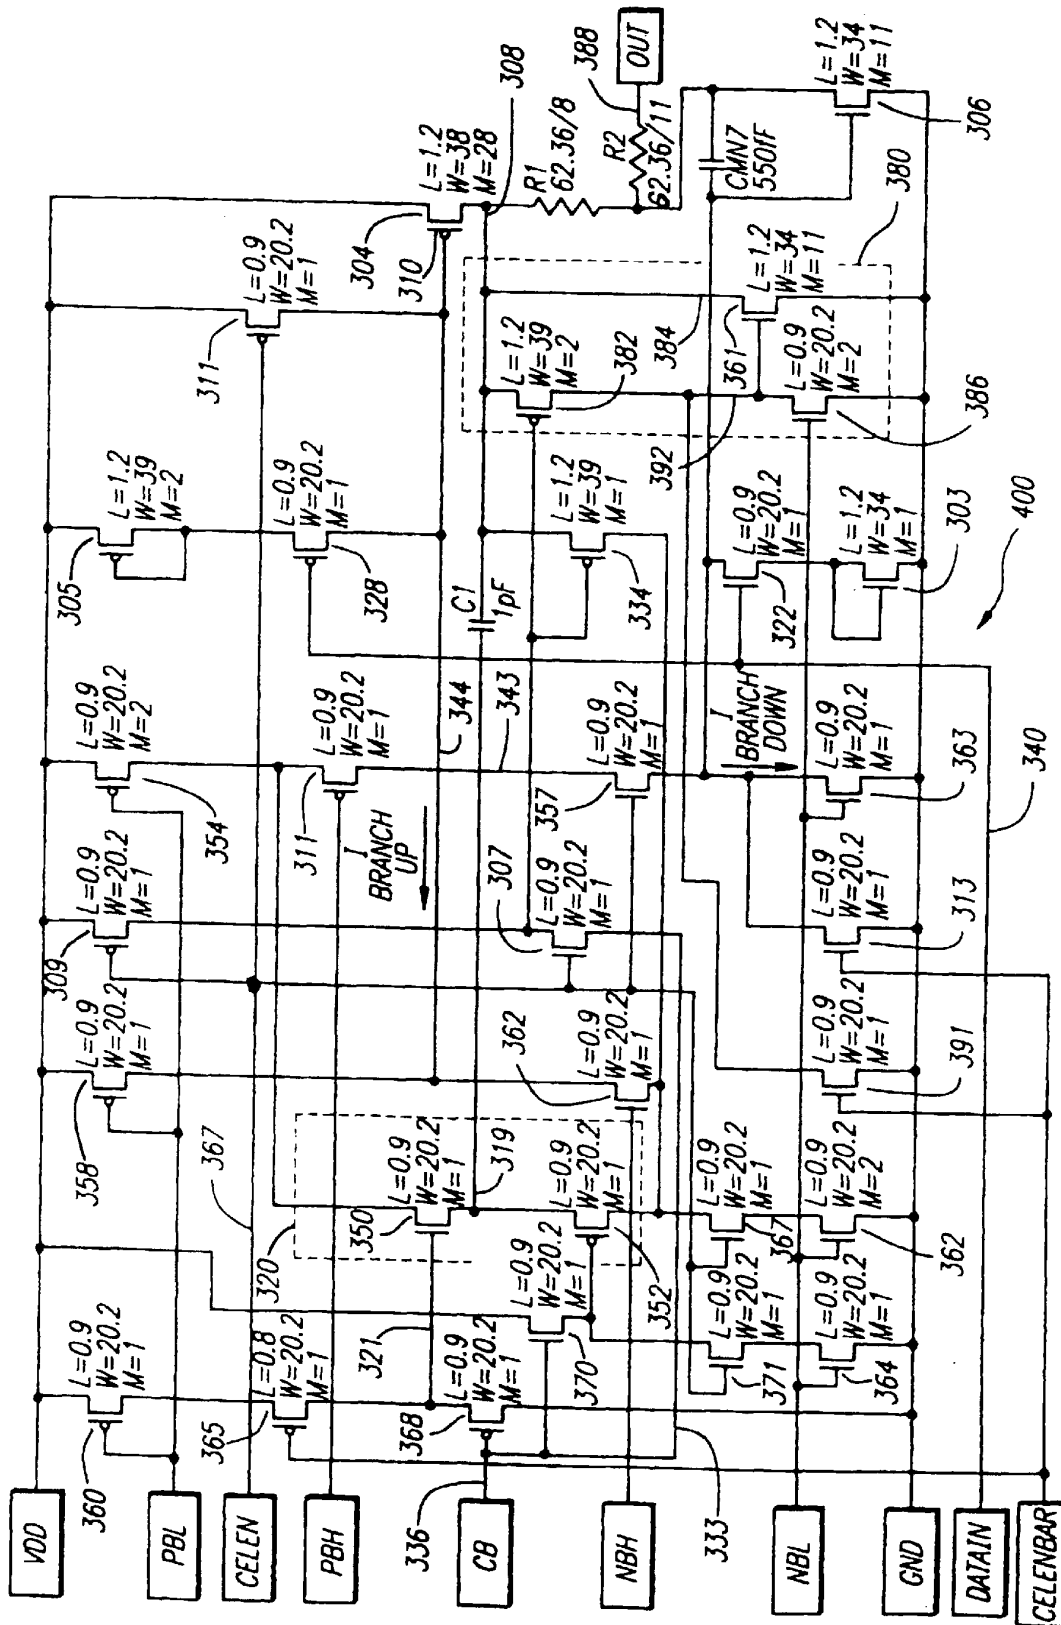 VDD
PBL
CELEN
PBH
CB
NBH
NBL
GND
DATAIN
CELENBAR
OUT
360
L=0.9
W=20.2
M=1
365
L=0.8
W=20.2
M=1
321
368
L=0.9
W=20.2
M=1
336
333
320
367
358
L=0.9
W=20.2
M=1
350
L=0.9
W=20.2
M=1
319
L=0.9
W=20.2
M=1
352
L=0.9
W=20.2
M=1
370
L=0.9
W=20.2
M=1
371
L=0.9
W=20.2
M=1
364
L=0.9
W=20.2
M=1
367
L=0.9
W=20.2
M=2
362
362
L=0.9
W=20.2
M=1
309
L=0.9
W=20.2
M=1
307
L=0.9
W=20.2
M=1
391
L=0.9
W=20.2
M=1
313
L=0.9
W=20.2
M=1
354
L=0.9
W=20.2
M=2
311
L=0.9
W=20.2
M=1
I
BRANCH
UP
344
343
357
L=0.9
W=20.2
M=1
I
BRANCH
DOWN
L=0.9
W=20.2
M=1
363
340
305
L=1.2
W=39
M=2
328
L=0.9
W=20.2
M=1
C1
1pF
L=1.2
W=39
M=1
334
L=0.9
W=20.2
M=1
322
L=1.2
W=34
M=1
303
400
311
L=0.9
W=20.2
M=1
304
310
L=1.2
W=38
M=28
308
L=1.2
W=39
M=2
382
384
392
361
L=1.2
W=34
M=11
L=0.9
W=20.2
M=2
386
380
R1
62.36/8
R2
62.36/11
388
CMN7
550fF
L=1.2
W=34
M=11
306